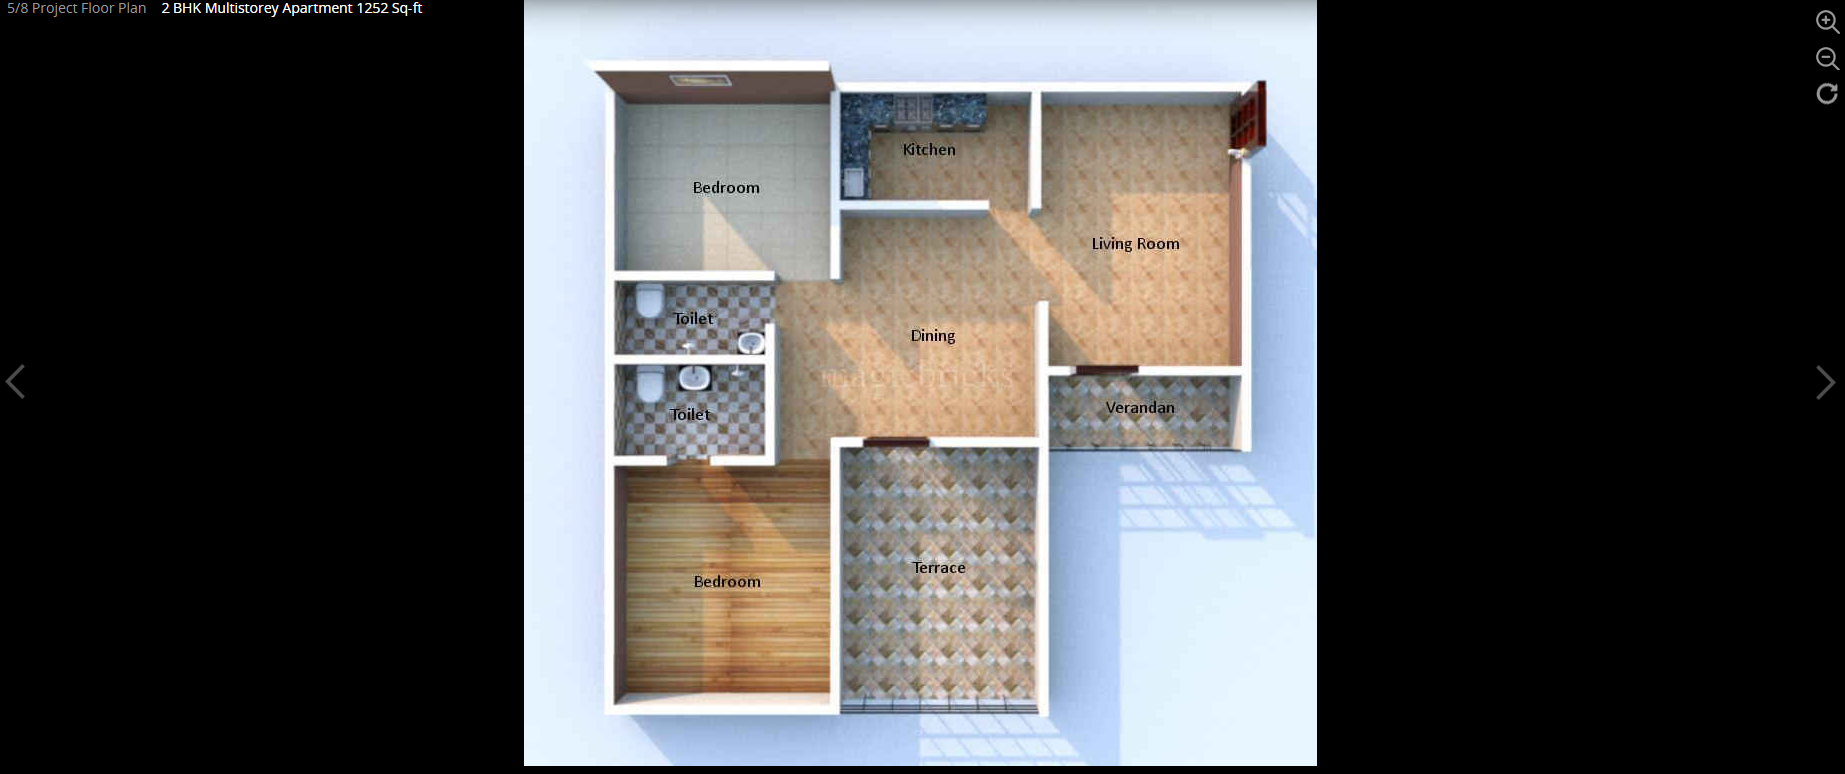 5/8 Project Floor Plan 2 BHK Multistorey Apartment 1252 Sq-ft
Kitchen
Bedroom
Living Room
Toilet
Dining
magicbricks
Verandan
Toilet
Terrace
Bedroom